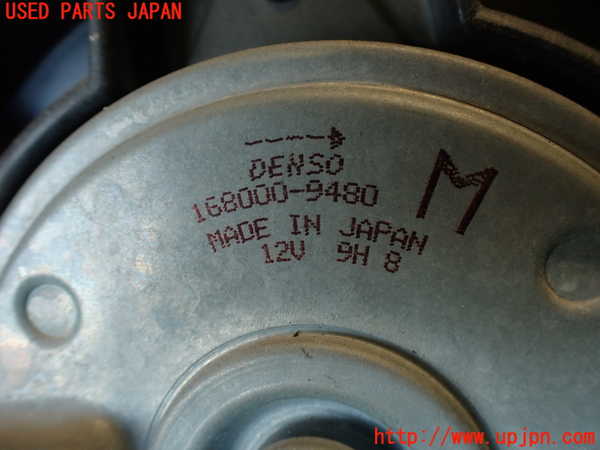 USED PARTS JAPAN
DENSO
168000-9480
M
MADE IN JAPAN
12V 9H 8
http://www.upjpn.com